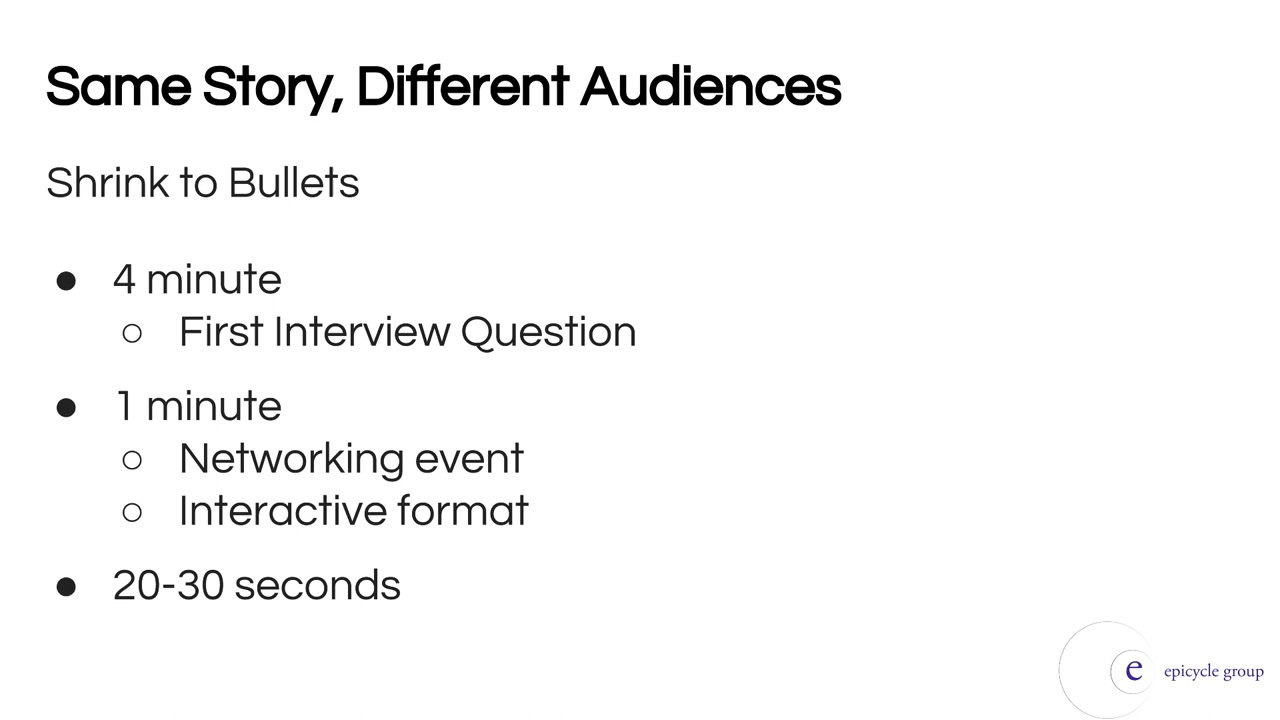 Same Story, Different Audiences
Shrink to Bullets
● 4 minute
○ First Interview Question
● 1 minute
○ Networking event
○ Interactive format
● 20-30 seconds
e epicycle group